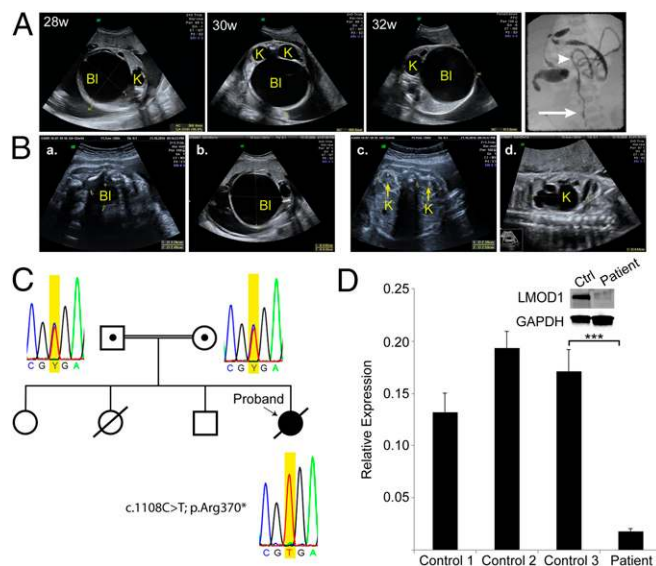 A
28w
Bl
K
30w
K
K
Bl
32w
K
Bl
B
a.
Bl
b.
Bl
c.
K
K
d.
K
C
C G Y G A
C G Y G A
Proband
c.1108C>T; p.Arg370*
C G T G A
D
Ctrl
Patient
LMOD1
GAPDH
***
Relative Expression
0.25
0.20
0.15
0.10
0.05
Control 1
Control 2
Control 3
Patient